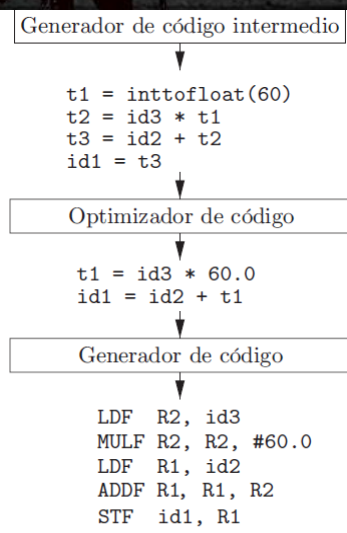 Generador de código intermedio
t1 = inttofloat(60)
t2 = id3 * t1
t3 = id2 + t2
id1 = t3
Optimizador de código
t1 = id3 * 60.0
id1 = id2 + t1
Generador de código
LDF R2, id3
MULF R2, R2, #60.0
LDF R1, id2
ADDF R1, R1, R2
STF id1, R1